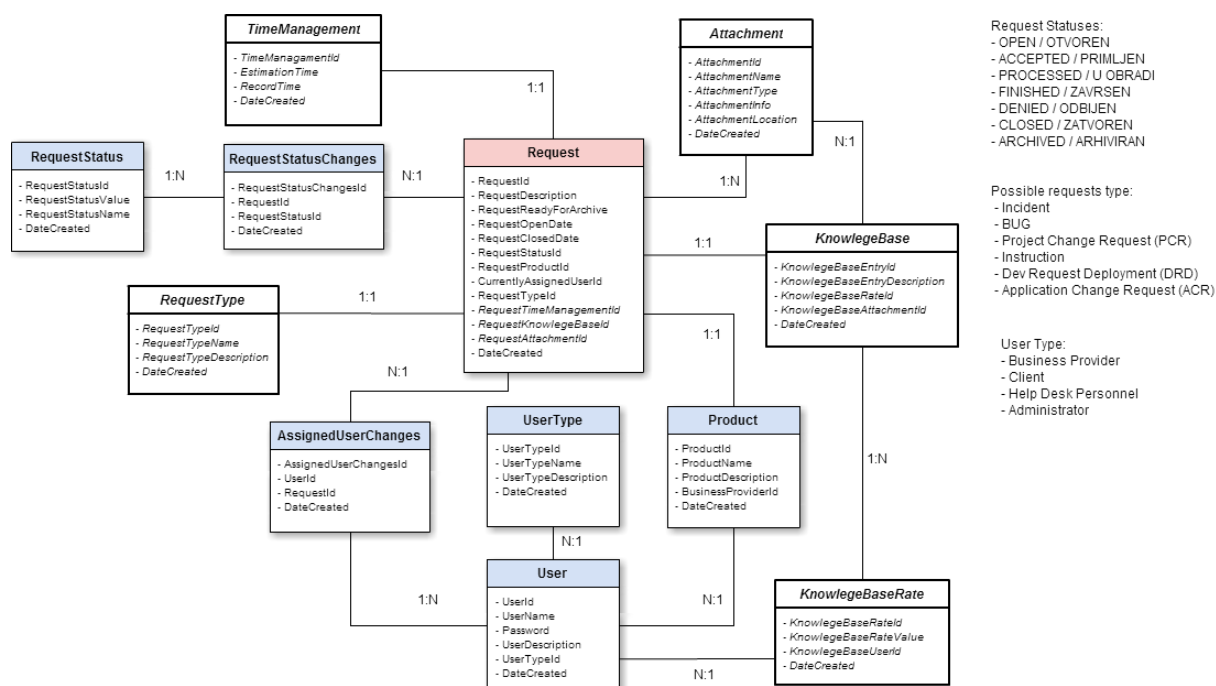 TimeManagement
- TimeManagamentId
- EstimationTime
- RecordTime
- DateCreated
1:1
Attachment
- AttachmentId
- AttachmentName
- AttachmentType
- AttachmentInfo
- AttachmentLocation
- DateCreated
N:1
1:N
Request Statuses:
- OPEN / OTVOREN
- ACCEPTED / PRIMLJEN
- PROCESSED / U OBRADI
- FINISHED / ZAVRSEN
- DENIED / ODBIJEN
- CLOSED / ZATVOREN
- ARCHIVED / ARHIVIRAN
RequestStatus
- RequestStatusId
- RequestStatusValue
- RequestStatusName
- DateCreated
1:N
RequestStatusChanges
- RequestStatusChangesId
- RequestId
- RequestStatusId
- DateCreated
N:1
Request
- RequestId
- RequestDescription
- RequestReadyForArchive
- RequestOpenDate
- RequestClosedDate
- RequestStatusId
- RequestProductId
- CurrentlyAssignedUserId
- RequestTypeId
- RequestTimeManagementId
- RequestKnowlegeBaseId
- RequestAttachmentId
- DateCreated
1:1
KnowlegeBase
- KnowlegeBaseEntryId
- KnowlegeBaseEntryDescription
- KnowlegeBaseRateId
- KnowlegeBaseAttachmentId
- DateCreated
Possible requests type:
- Incident
- BUG
- Project Change Request (PCR)
- Instruction
- Dev Request Deployment (DRD)
- Application Change Request (ACR)
RequestType
- RequestTypeId
- RequestTypeName
- RequestTypeDescription
- DateCreated
1:1
1:1
User Type:
- Business Provider
- Client
- Help Desk Personnel
- Administrator
N:1
AssignedUserChanges
- AssignedUserChangesId
- UserId
- RequestId
- DateCreated
UserType
- UserTypeId
- UserTypeName
- UserTypeDescription
- DateCreated
Product
- ProductId
- ProductName
- ProductDescription
- BusinessProviderId
- DateCreated
1:N
N:1
1:N
User
- UserId
- UserName
- Password
- UserDescription
- UserTypeId
- DateCreated
N:1
KnowlegeBaseRate
- KnowlegeBaseRateId
- KnowlegeBaseRateValue
- KnowlegeBaseUserId
- DateCreated
N:1